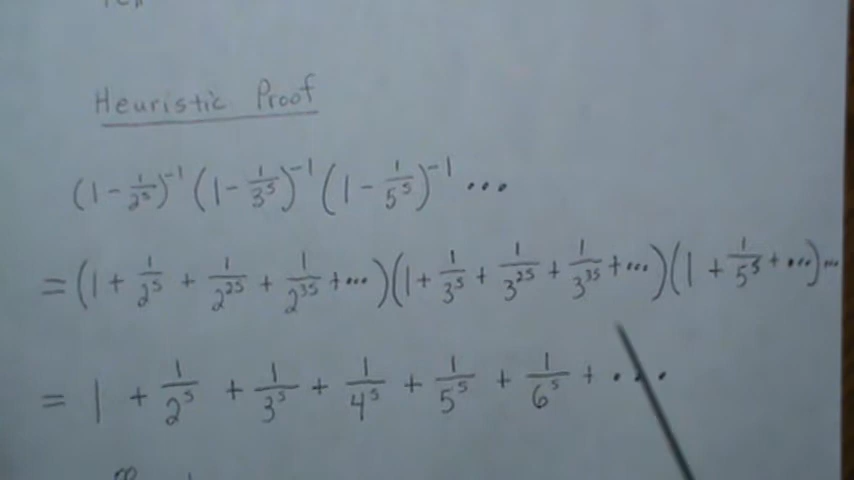 Heuristic Proof
(1 - 1/2^s)^-1 (1 - 1/3^s)^-1 (1 - 1/5^s)^-1 ...
= (1 + 1/2^s + 1/2^2s + 1/2^3s + ...)(1 + 1/3^s + 1/3^2s + 1/3^3s + ...)(1 + 1/5^s + ...)...
= 1 + 1/2^s + 1/3^s + 1/4^s + 1/5^s + 1/6^s + ...